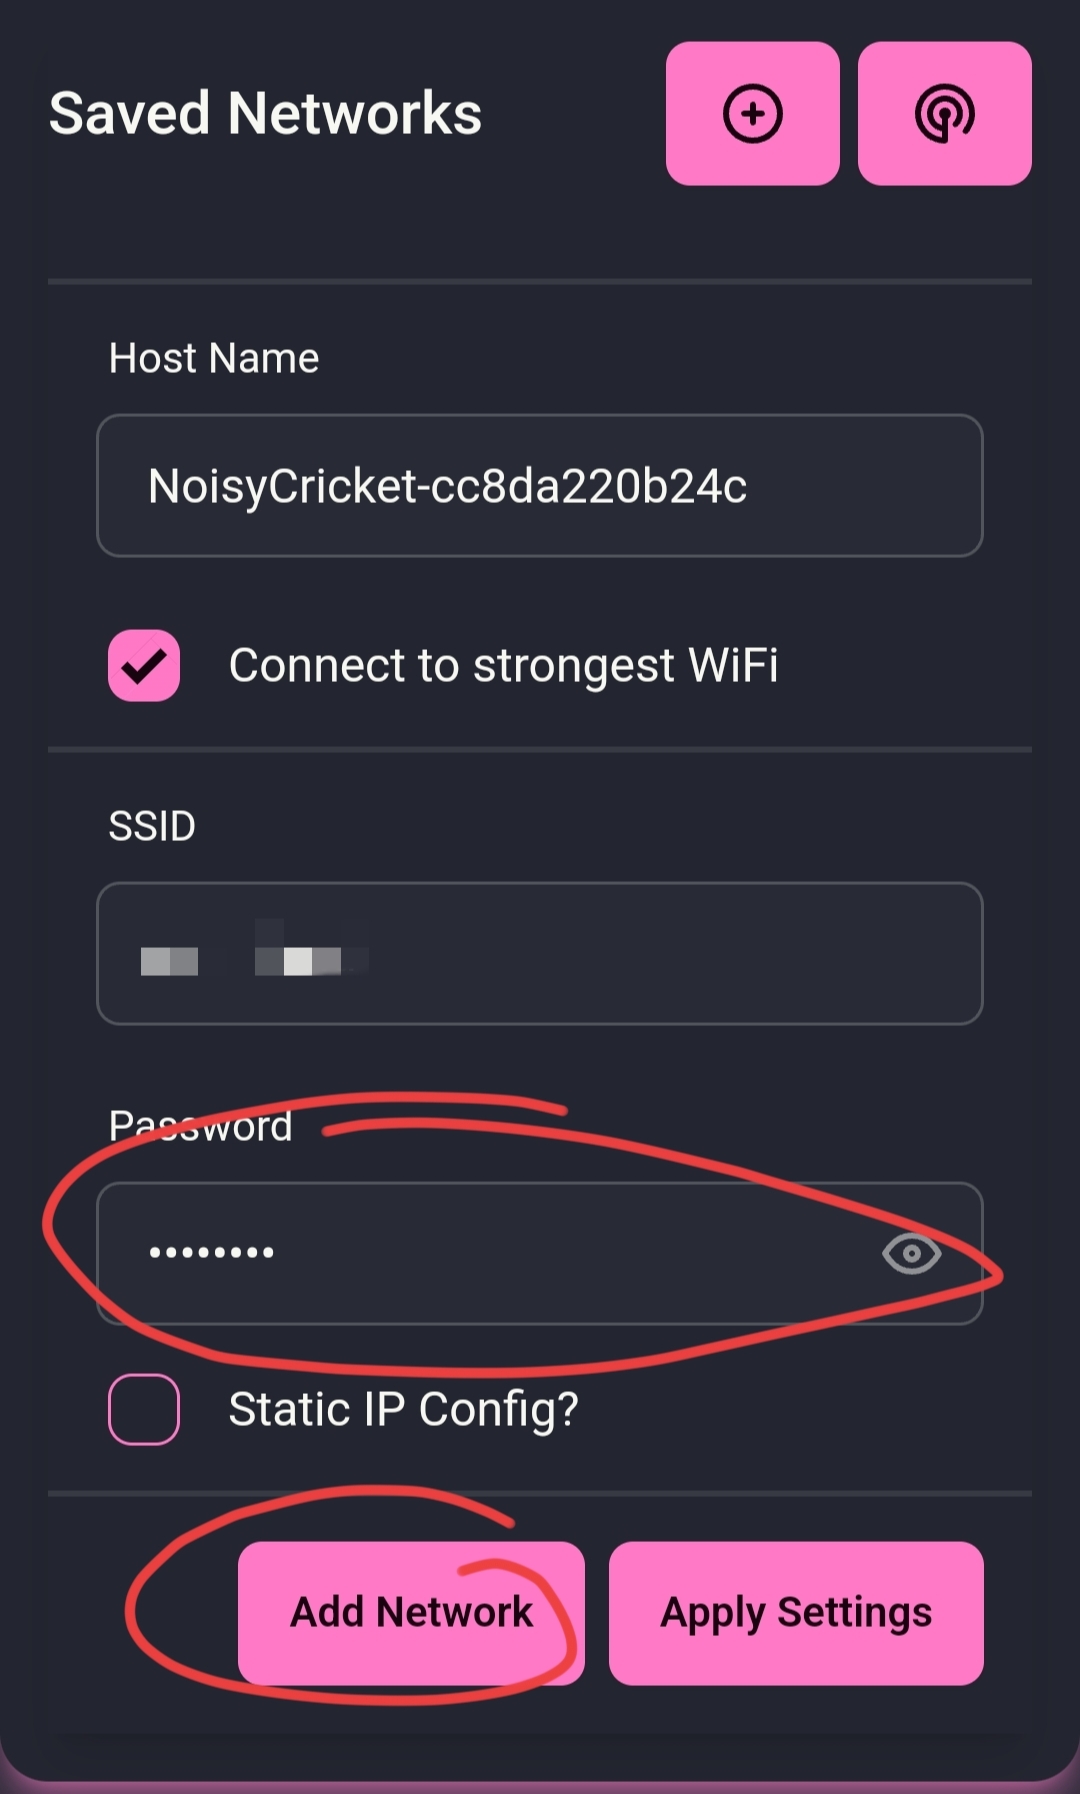 Saved Networks
Host Name
NoisyCricket-cc8da220b24c
Connect to strongest WiFi
SSID
Password
••••••••
Static IP Config?
Add Network
Apply Settings